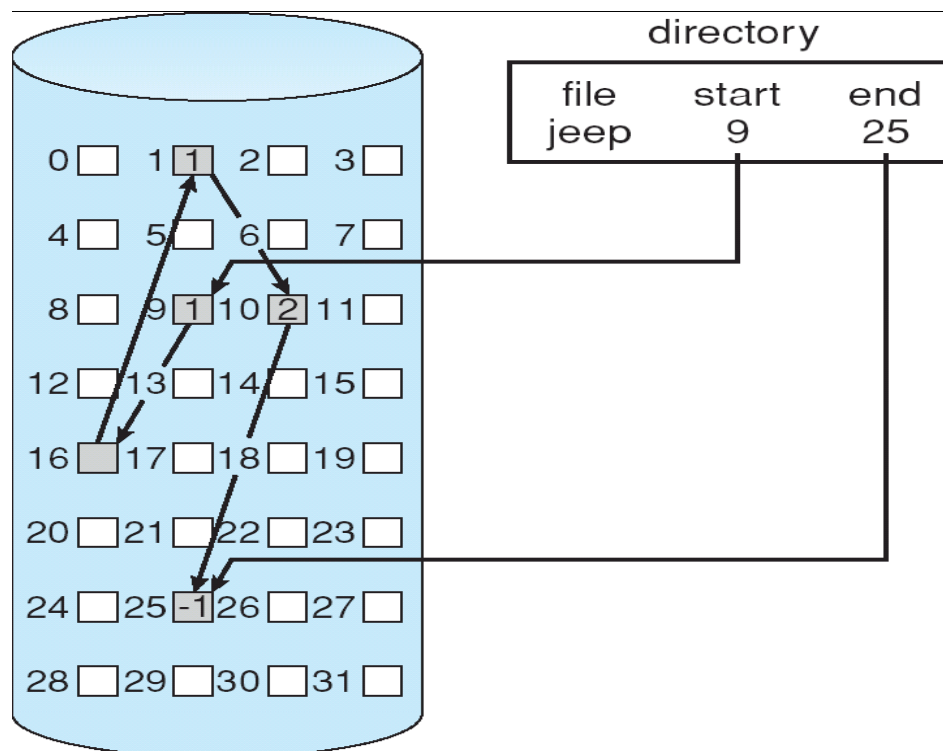 directory
file start end
jeep 9 25
0 1 1 2 3
4 5 6 7
8 9 1 10 2 11
12 13 14 15
16 17 18 19
20 21 22 23
24 25 -1 26 27
28 29 30 31